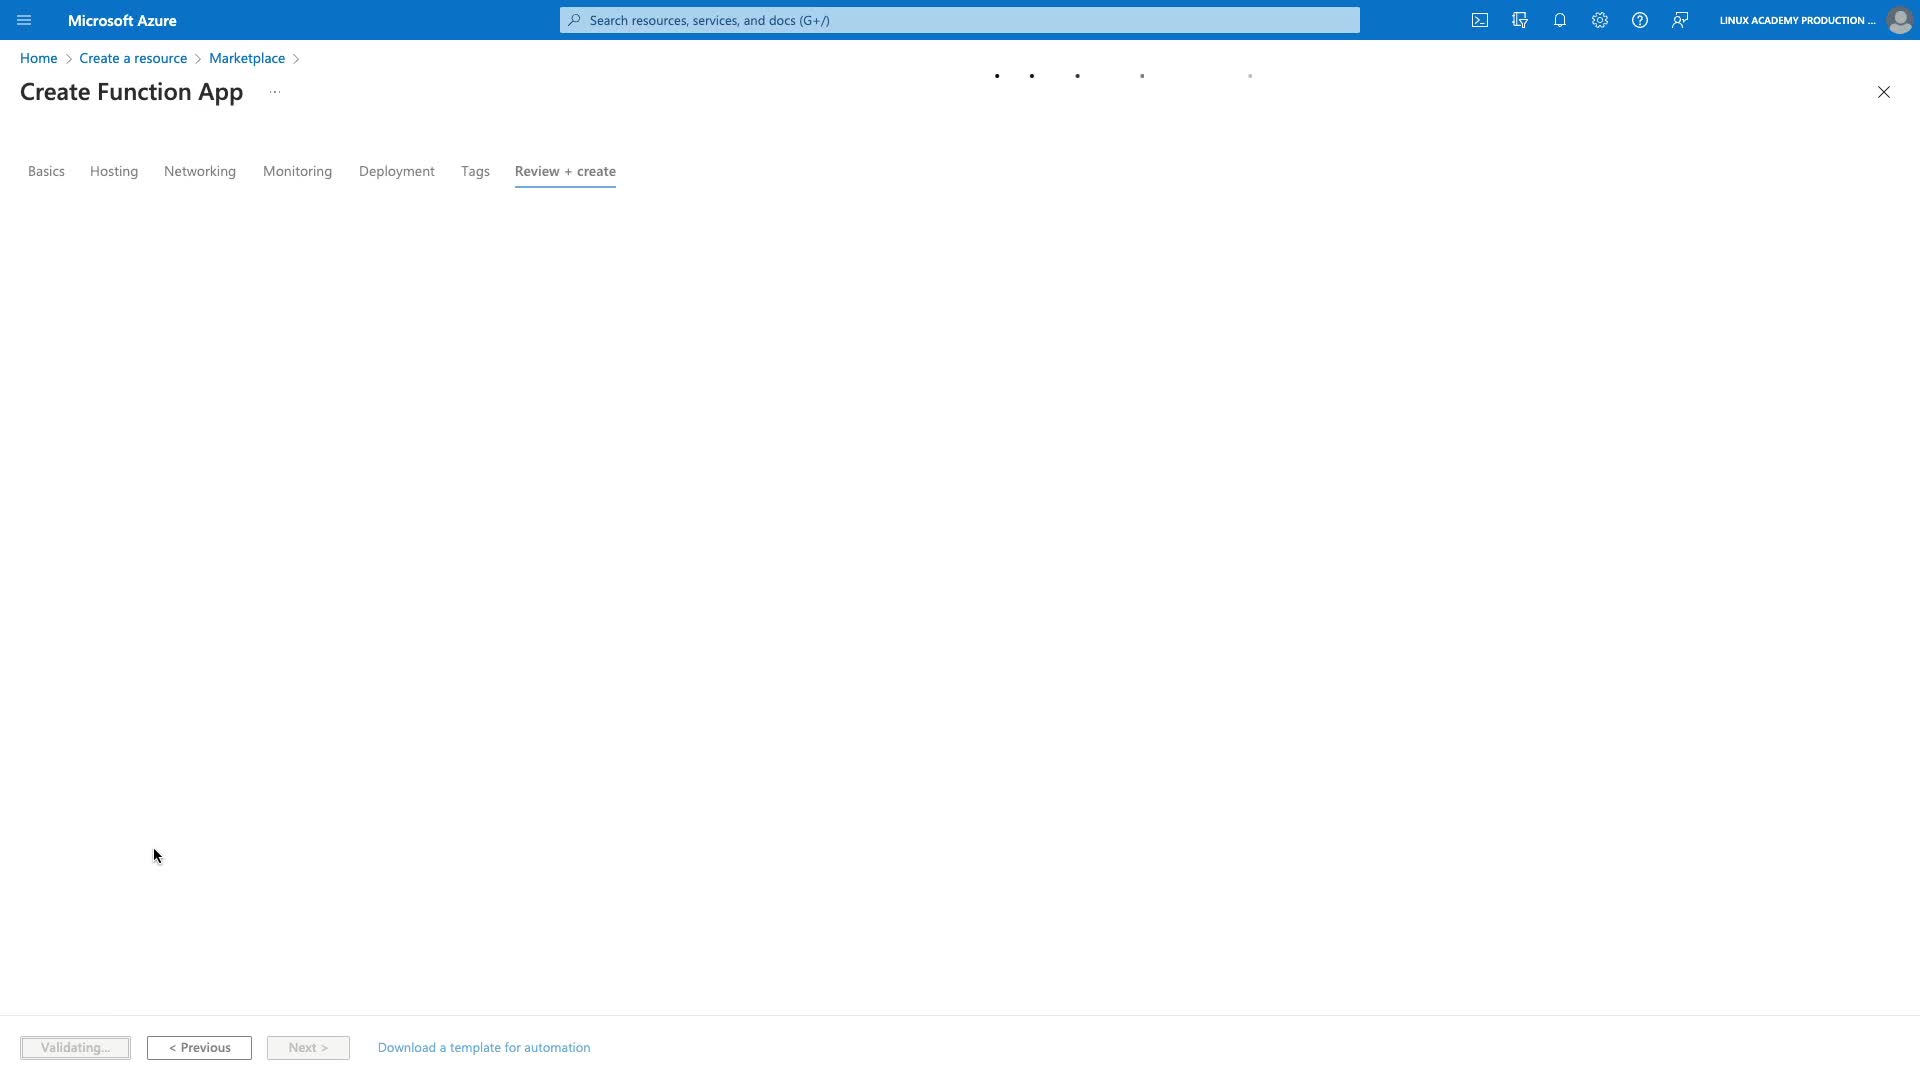 Microsoft Azure
Search resources, services, and docs (G+/)
LINUX ACADEMY PRODUCTION ...
Home > Create a resource > Marketplace >
Create Function App ...
Basics Hosting Networking Monitoring Deployment Tags Review + create
Validating... < Previous Next > Download a template for automation